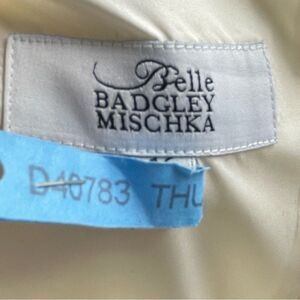 Belle
BADGLEY
MISCHKA
D40783 THU